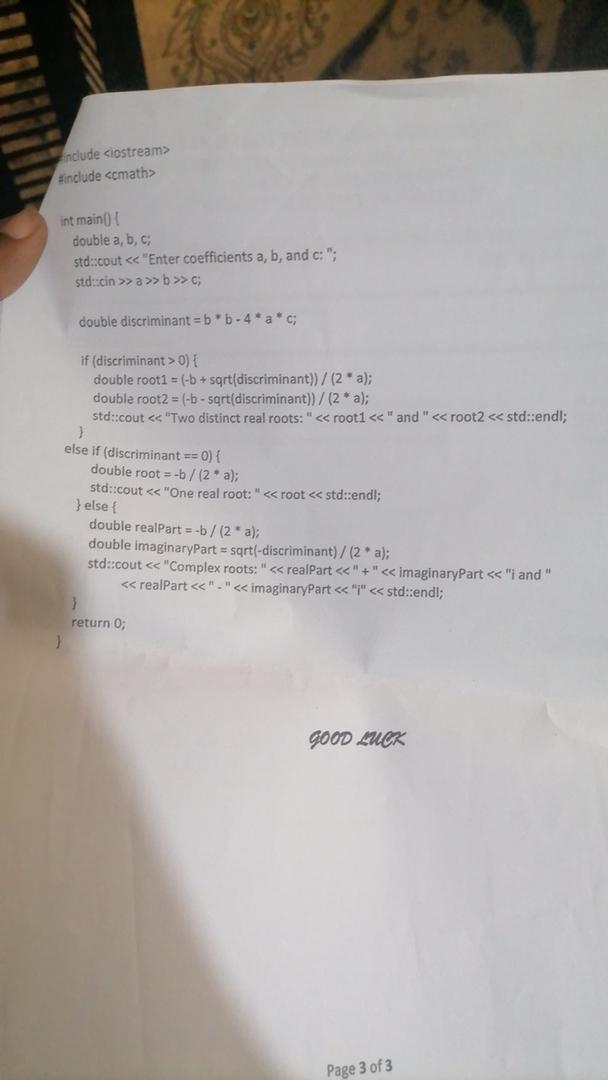 #include <iostream>
#include <cmath>
int main() {
double a, b, c;
std::cout << "Enter coefficients a, b, and c: ";
std::cin >> a >> b >> c;
double discriminant = b * b - 4 * a * c;
if (discriminant > 0) {
double root1 = (-b + sqrt(discriminant)) / (2 * a);
double root2 = (-b - sqrt(discriminant)) / (2 * a);
std::cout << "Two distinct real roots: " << root1 << " and " << root2 << std::endl;
}
else if (discriminant == 0) {
double root = -b / (2 * a);
std::cout << "One real root: " << root << std::endl;
} else {
double realPart = -b / (2 * a);
double imaginaryPart = sqrt(-discriminant) / (2 * a);
std::cout << "Complex roots: " << realPart << " + " << imaginaryPart << "i and "
<< realPart << " - " << imaginaryPart << "i" << std::endl;
}
return 0;
}
GOOD LUCK
Page 3 of 3